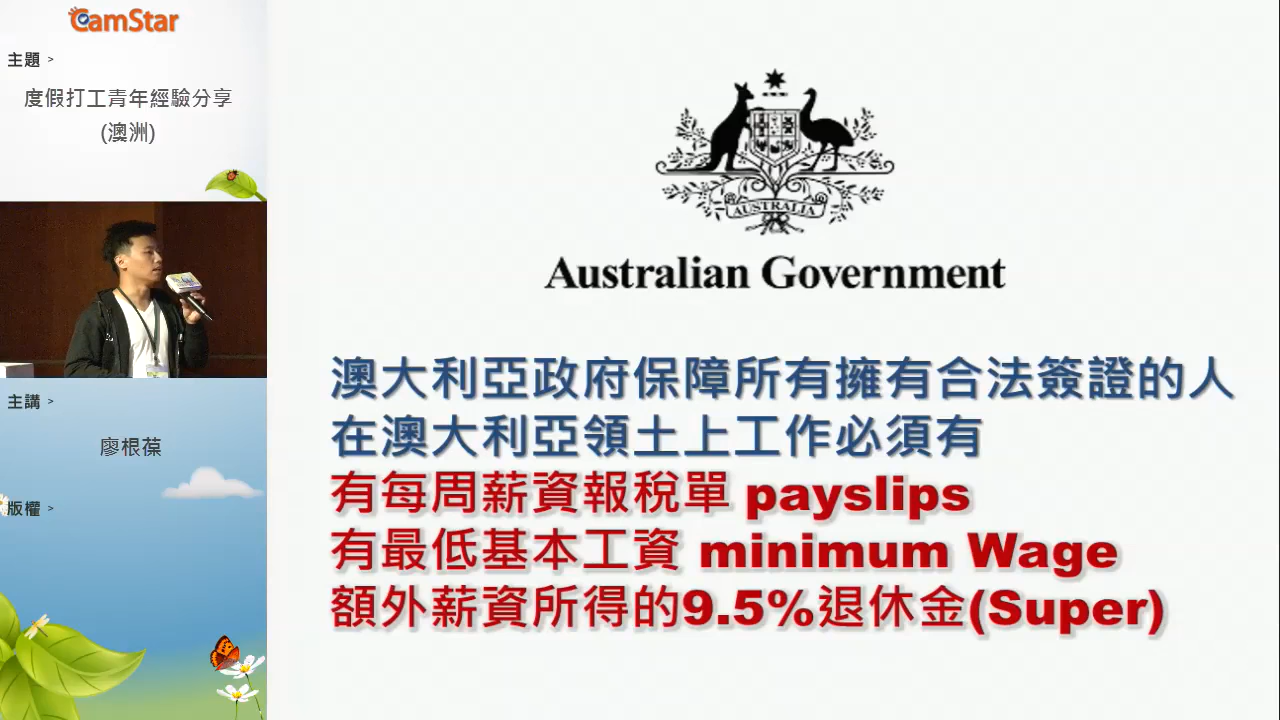 CamStar
主題 >
度假打工青年經驗分享
(澳洲)
主講 >
廖根葆
版權 >
AUSTRALIA
Australian Government
澳大利亞政府保障所有擁有合法簽證的人
在澳大利亞領土上工作必須有
有每周薪資報稅單 payslips
有最低基本工資 minimum Wage
額外薪資所得的9.5%退休金(Super)